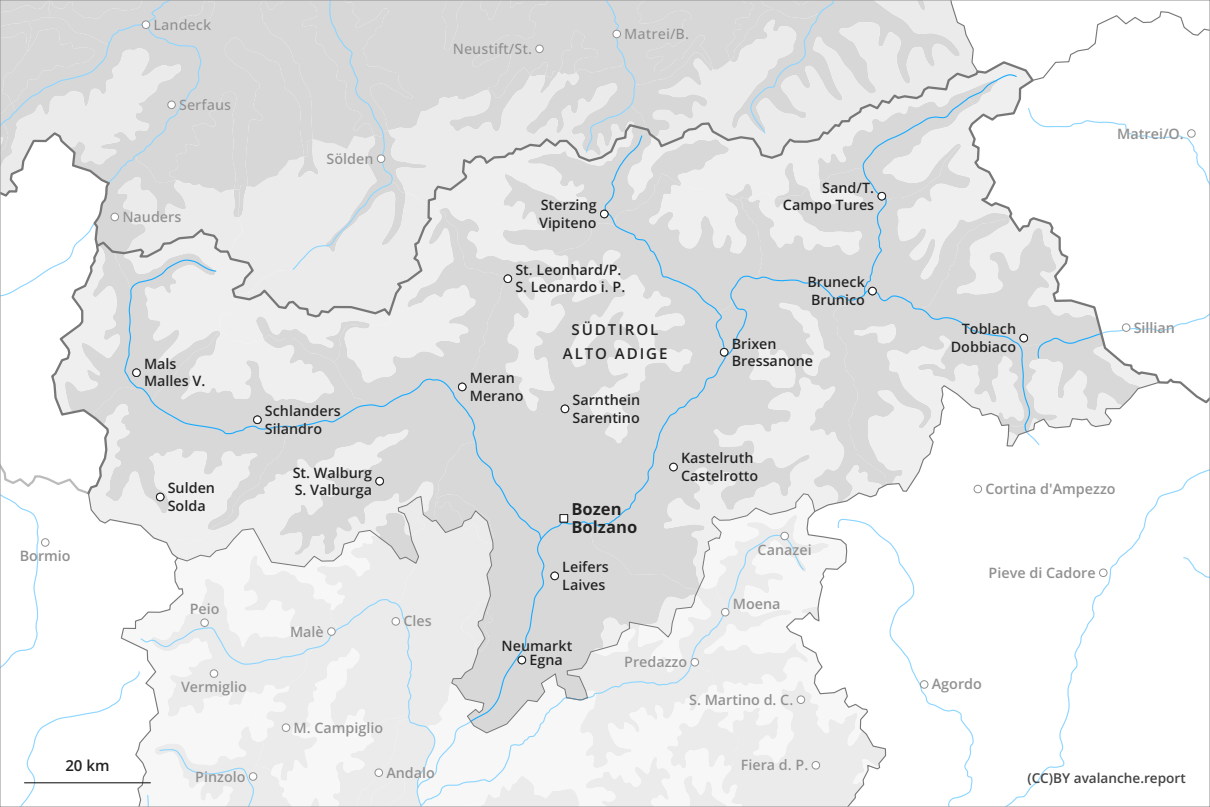 Landeck
Matrei/B.
Neustift/St.
Serfaus
Matrei/O.
Sölden
Sand/T.
Campo Tures
Nauders
Sterzing
Vipiteno
St. Leonhard/P.
S. Leonardo i. P.
Bruneck
Brunico
SÜDTIROL
ALTO ADIGE
Toblach
Dobbiaco
Sillian
Brixen
Bressanone
Mals
Malles V.
Meran
Merano
Sarnthein
Sarentino
Schlanders
Silandro
Kastelruth
Castelrotto
St. Walburg
S. Valburga
Sulden
Solda
Cortina d'Ampezzo
Bozen
Bolzano
Bormio
Canazei
Leifers
Laives
Pieve di Cadore
Peio
Moena
Malè
Cles
Neumarkt
Egna
Predazzo
Vermiglio
Agordo
S. Martino d. C.
M. Campiglio
20 km
Pinzolo
Andalo
Fiera d. P.
(CC)BY avalanche.report